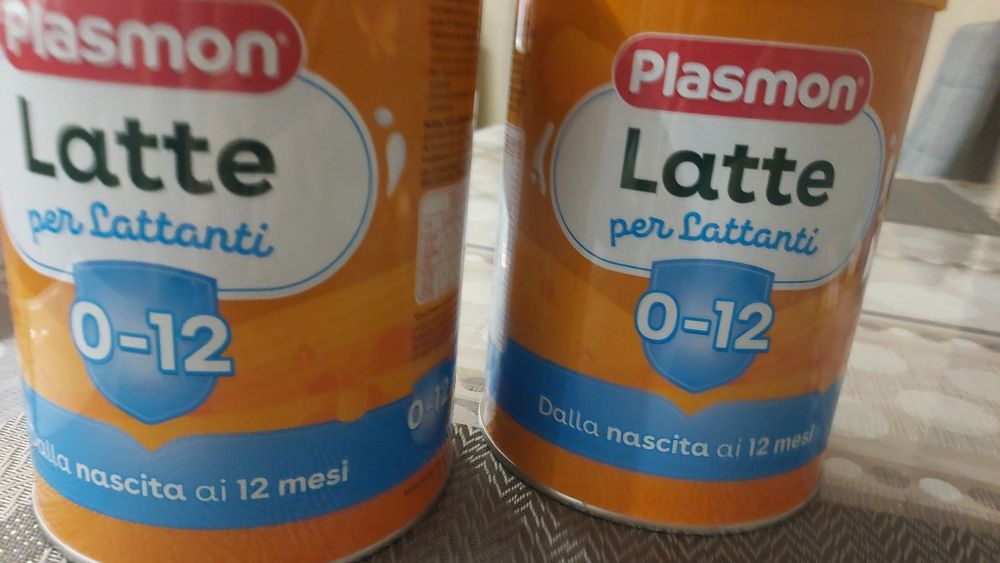 Plasmon
Latte
per Lattanti
0-12
Dalla nascita ai 12 mesi
0-12
Plasmon
Latte
per Lattanti
0-12
Dalla nascita ai 12 mesi